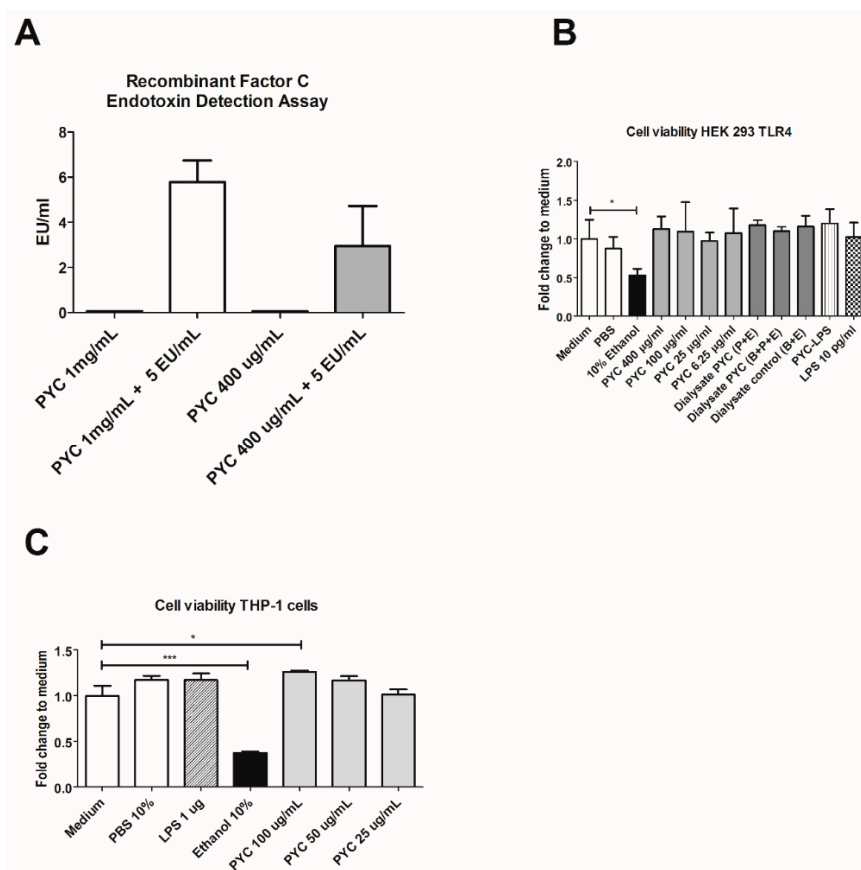 A
Recombinant Factor C
Endotoxin Detection Assay
EU/ml
8
6
4
2
0
PYC 1mg/mL
PYC 1mg/mL + 5 EU/mL
PYC 400 ug/mL
PYC 400 ug/mL + 5 EU/mL
B
Cell viability HEK 293 TLR4
Fold change to medium
2.0
1.5
1.0
0.5
0.0
*
Medium
PBS
10% Ethanol
PYC 400 µg/ml
PYC 100 µg/ml
PYC 25 µg/ml
PYC 6.25 µg/ml
Dialysate PYC (P+E)
Dialysate PYC (B+P+E)
Dialysate control (B+E)
PYC-LPS
LPS 10 pg/ml
C
Cell viability THP-1 cells
Fold change to medium
1.5
1.0
0.5
0.0
*
***
Medium
PBS 10%
LPS 1 ug
Ethanol 10%
PYC 100 ug/mL
PYC 50 ug/mL
PYC 25 ug/mL